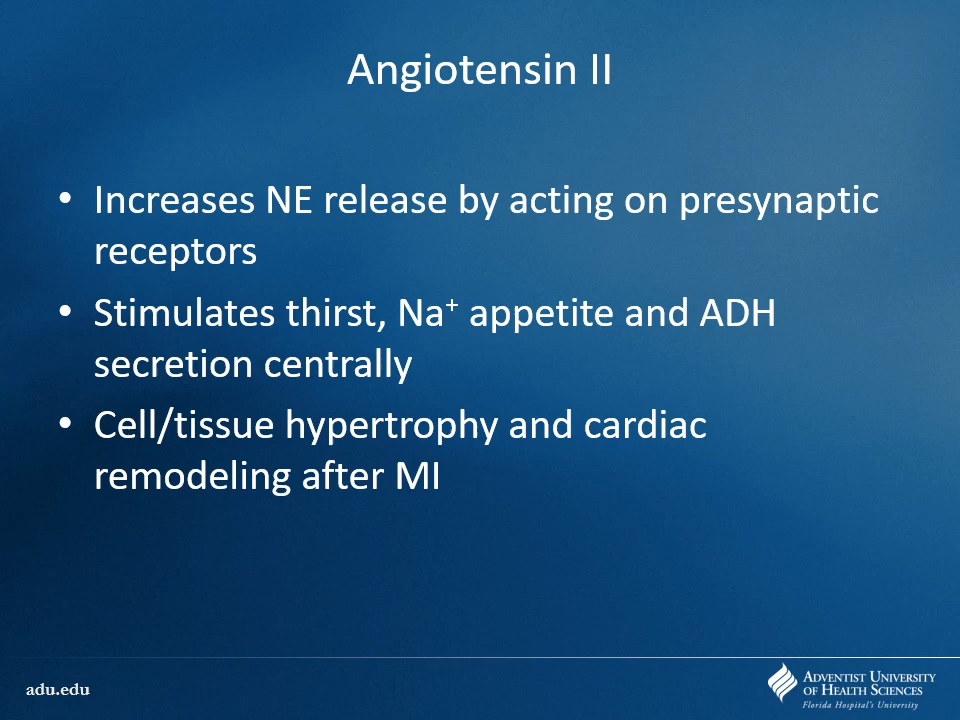 Angiotensin II
• Increases NE release by acting on presynaptic
receptors
• Stimulates thirst, Na⁺ appetite and ADH
secretion centrally
• Cell/tissue hypertrophy and cardiac
remodeling after MI
adu.edu
ADVENTIST UNIVERSITY
OF HEALTH SCIENCES
Florida Hospital's University